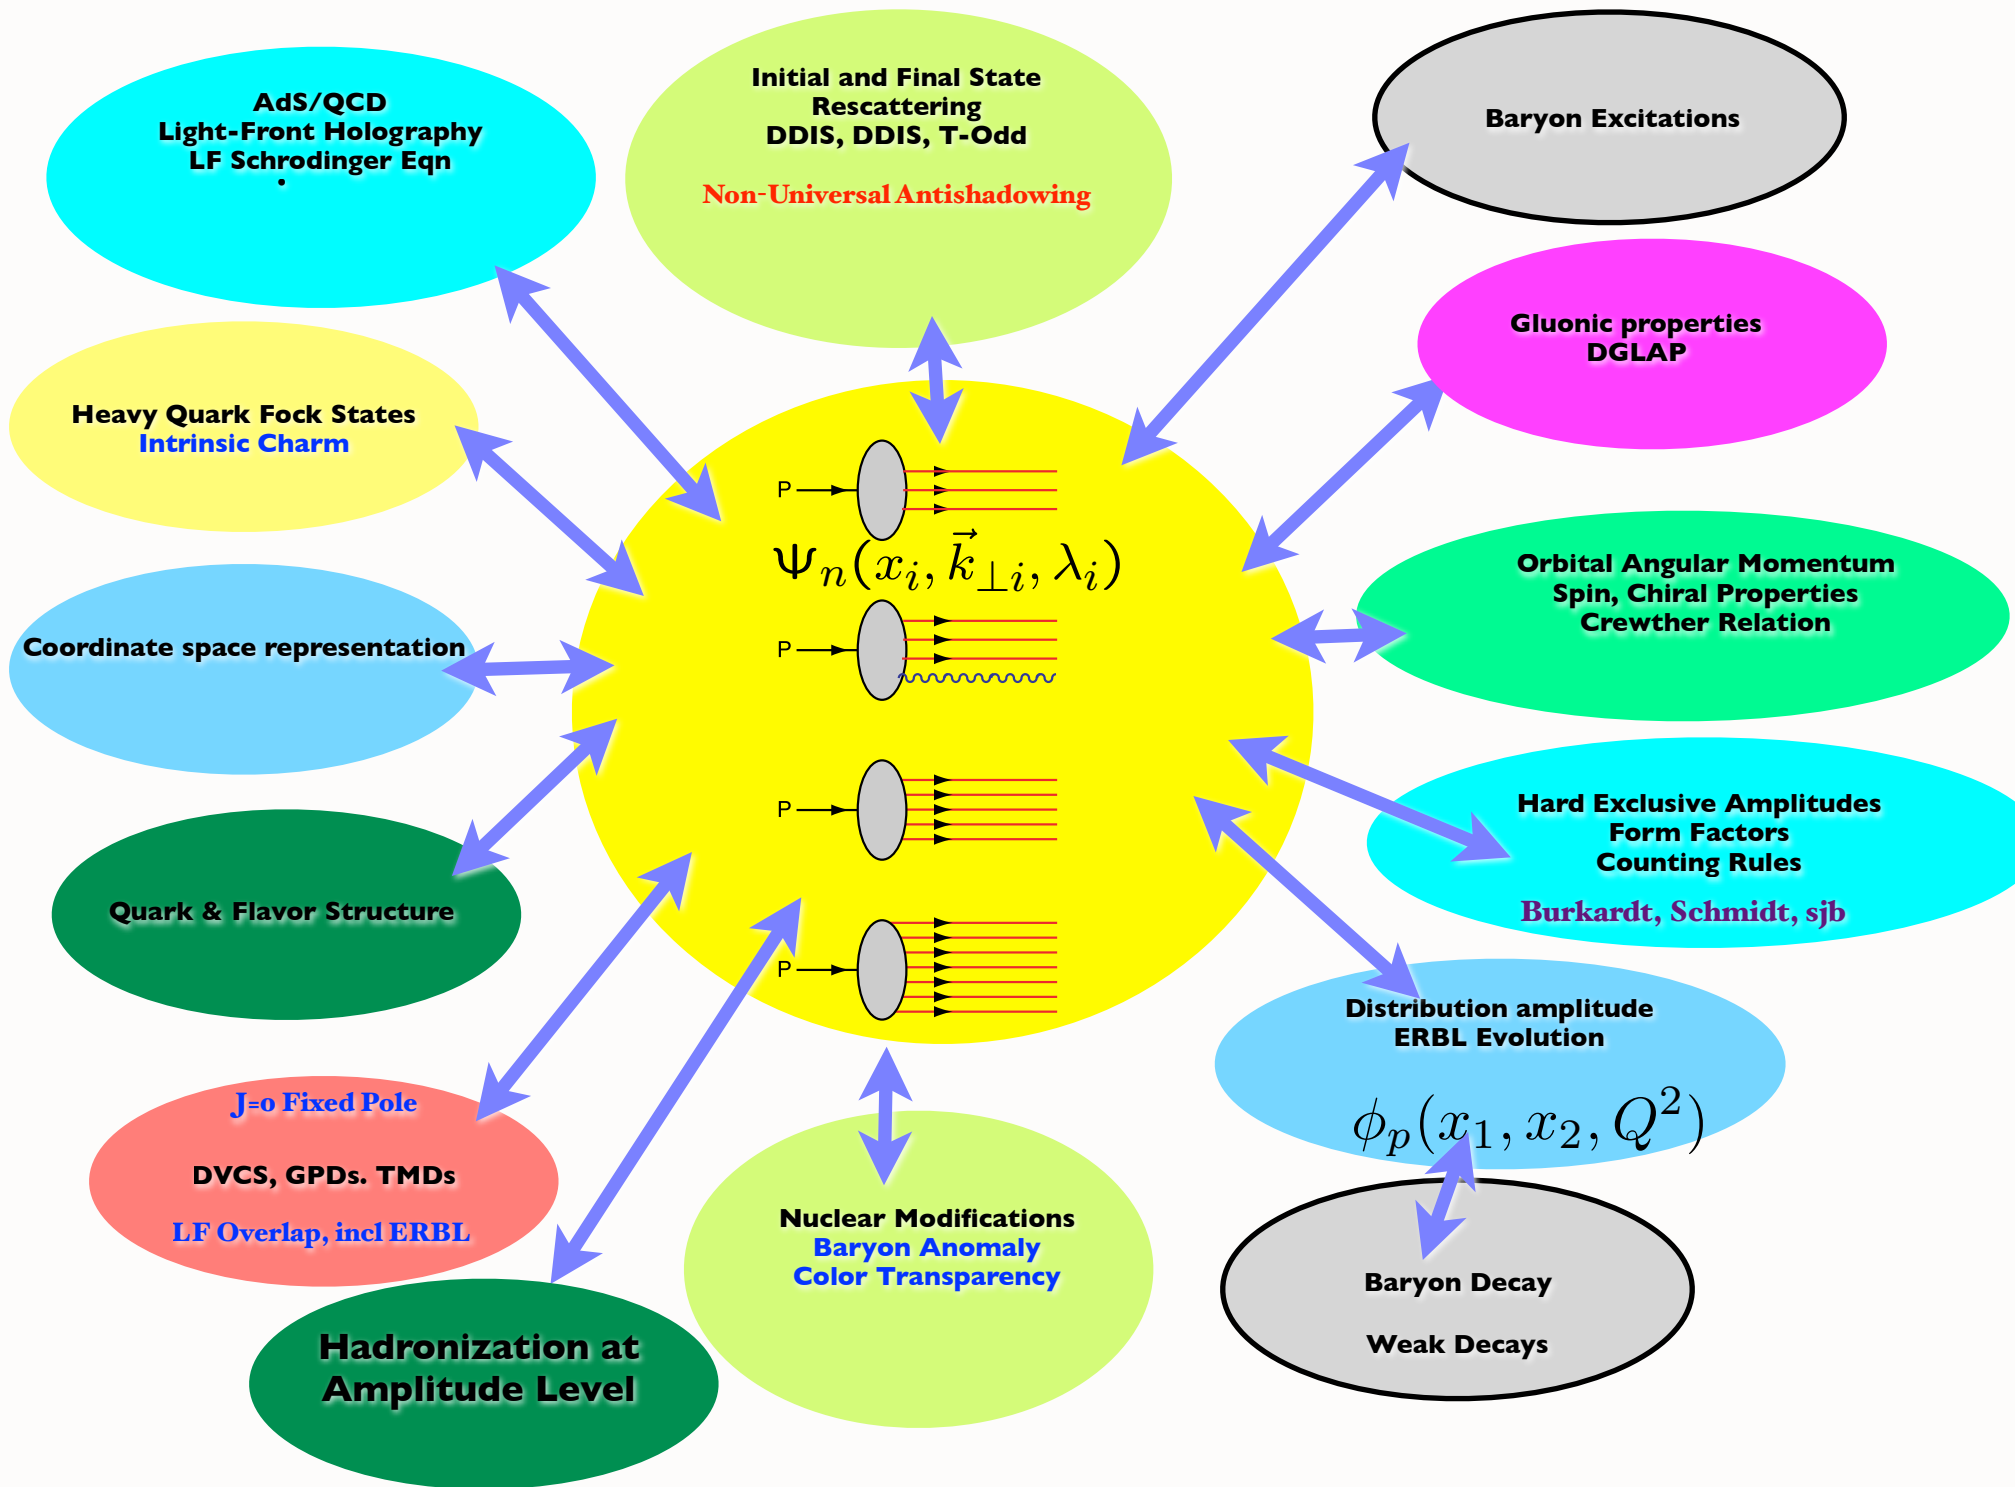 AdS/QCD
Light-Front Holography
LF Schrodinger Eqn
.
Initial and Final State
Rescattering
DDIS, DDIS, T-Odd
Non-Universal Antishadowing
Baryon Excitations
Gluonic properties
DGLAP
Heavy Quark Fock States
Intrinsic Charm
P
Ψₙ(xᵢ, k⃗⊥ᵢ, λᵢ)
P
P
P
Orbital Angular Momentum
Spin, Chiral Properties
Crewther Relation
Coordinate space representation
Hard Exclusive Amplitudes
Form Factors
Counting Rules
Burkardt, Schmidt, sjb
Quark & Flavor Structure
Distribution amplitude
ERBL Evolution
ϕₚ(x₁, x₂, Q²)
J=0 Fixed Pole
DVCS, GPDs. TMDs
LF Overlap, incl ERBL
Nuclear Modifications
Baryon Anomaly
Color Transparency
Baryon Decay
Weak Decays
Hadronization at
Amplitude Level